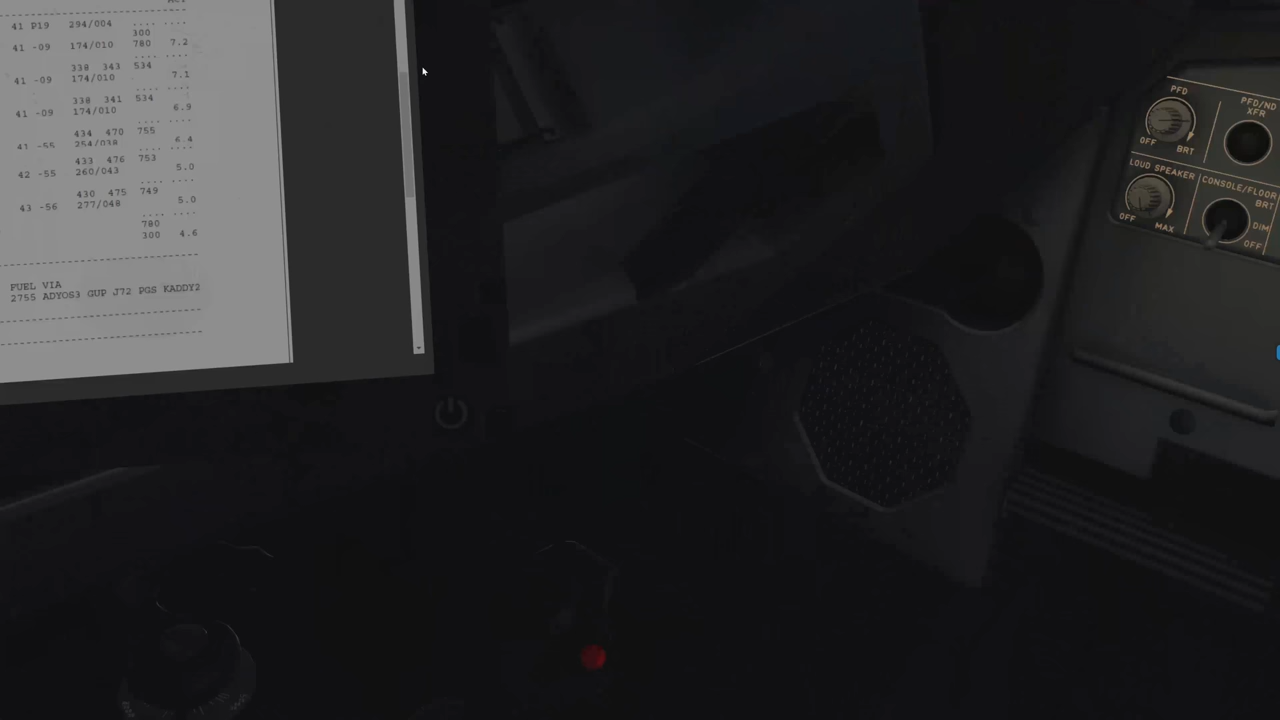 41 P19 294/004 .... ....
300
41 -09 174/010 780 7.2
.... ....
338 343 534
41 -09 174/010 7.1
.... ....
338 341 534
41 -09 174/010 6.9
.... ....
434 470 755
41 -55 254/038 6.4
.... ....
433 476 753
42 -55 260/043 5.0
.... ....
430 475 749
43 -56 277/048 5.0
.... ....
780
300 4.6
FUEL VIA
2755 ADYOS3 GUP J72 PGS KADDY2
PFD
OFF BRT
PFD/ND
XFR
LOUD SPEAKER
OFF MAX
CONSOLE/FLOOR
BRT
DIM
OFF